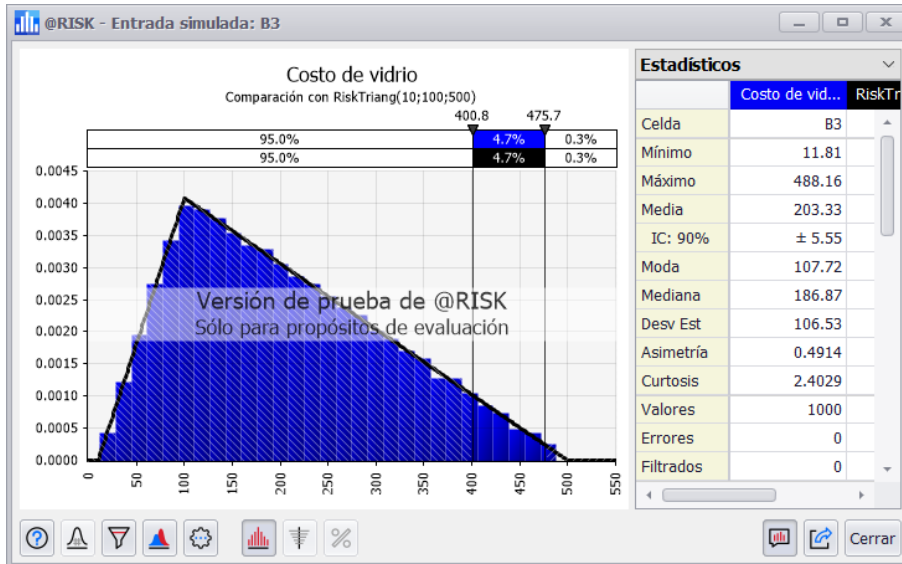 @RISK - Entrada simulada: B3
Costo de vidrio
Comparación con RiskTriang(10;100;500)
400.8 475.7
95.0% 4.7% 0.3%
95.0% 4.7% 0.3%
0.0045
0.0040
0.0035
0.0030
0.0025
0.0020
0.0015
0.0010
0.0005
0.0000
0 50 100 150 200 250 300 350 400 450 500 550
Versión de prueba de @RISK
Sólo para propósitos de evaluación
Estadísticos
Costo de vid... RiskTr
Celda B3
Mínimo 11.81
Máximo 488.16
Media 203.33
IC: 90% ± 5.55
Moda 107.72
Mediana 186.87
Desv Est 106.53
Asimetría 0.4914
Curtosis 2.4029
Valores 1000
Errores 0
Filtrados 0
Cerrar